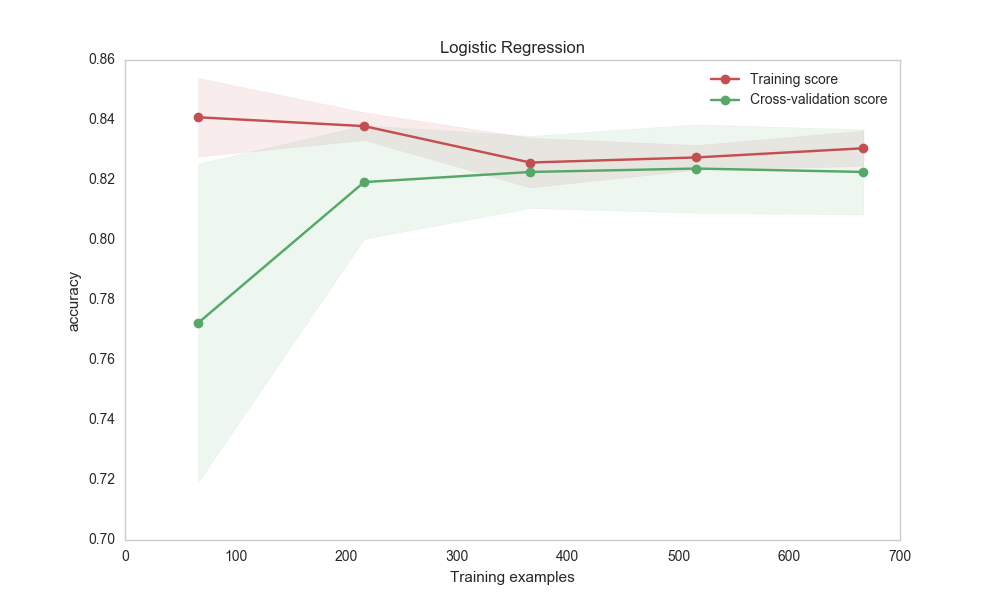 Logistic Regression
0.86
0.84
0.82
0.80
0.78
0.76
0.74
0.72
0.70
accuracy
Training score
Cross-validation score
0 100 200 300 400 500 600 700
Training examples